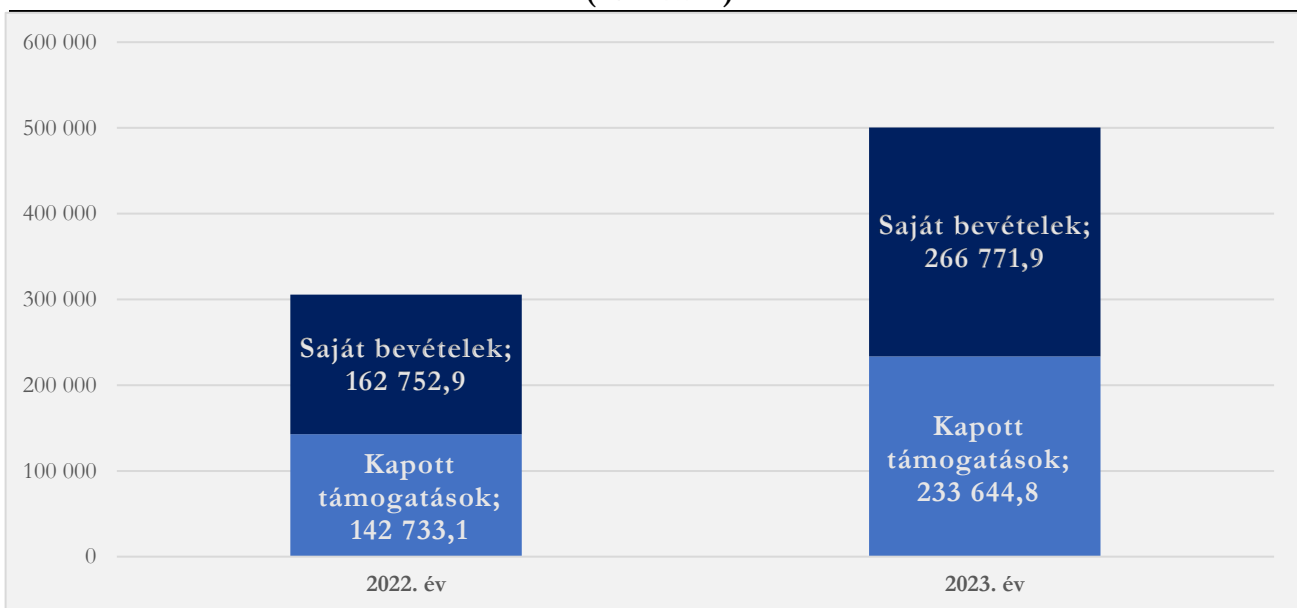 600 000
500 000
400 000
300 000
200 000
100 000
0
Saját bevételek;
162 752,9
Kapott
támogatások;
142 733,1
Saját bevételek;
266 771,9
Kapott
támogatások;
233 644,8
2022. év
2023. év